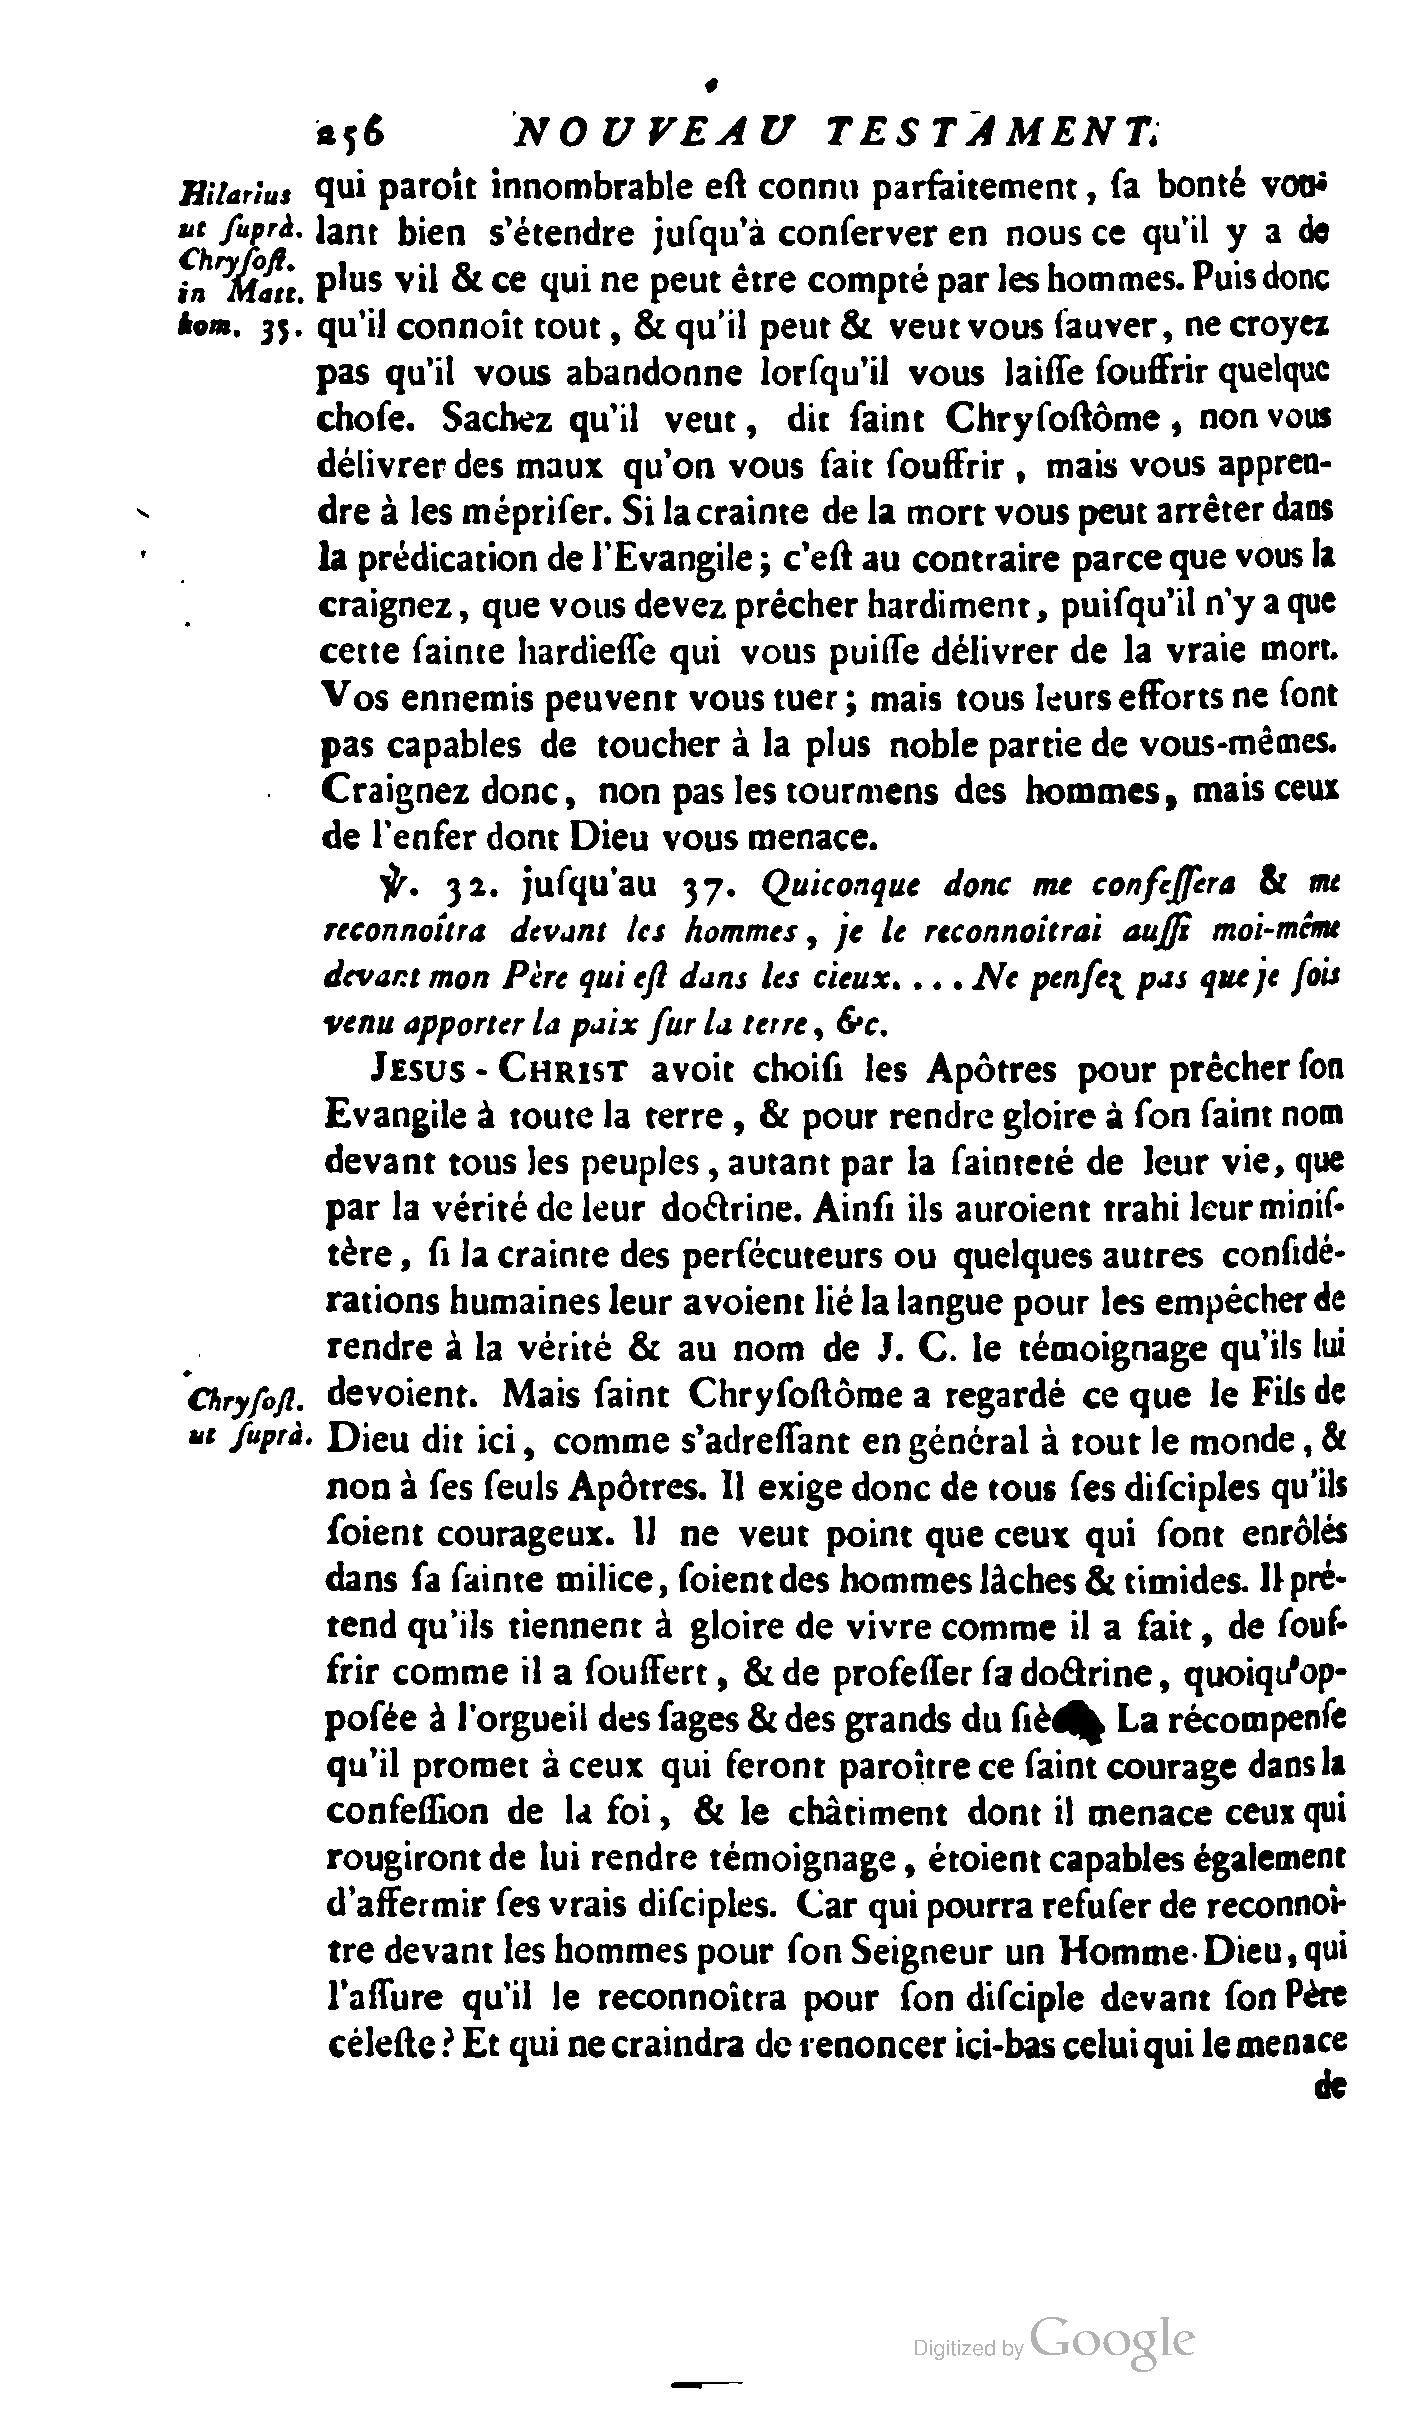 256 NOUVEAU TESTAMENT.
Hilarius
ut ſuprà.
Chryſoſt.
in Matt.
hom. 35.
qui paroît innombrable eſt connu parfaitement, ſa bonté vou-
lant bien s'étendre juſqu'à conſerver en nous ce qu'il y a de
plus vil & ce qui ne peut être compté par les hommes. Puis donc
qu'il connoît tout, & qu'il peut & veut vous ſauver, ne croyez
pas qu'il vous abandonne lorſqu'il vous laiſſe ſouffrir quelque
choſe. Sachez qu'il veut, dit ſaint Chryſoſtôme, non vous
délivrer des maux qu'on vous fait ſouffrir, mais vous appren-
dre à les mépriſer. Si la crainte de la mort vous peut arrêter dans
la prédication de l'Evangile; c'eſt au contraire parce que vous la
craignez, que vous devez prêcher hardiment, puiſqu'il n'y a que
cette ſainte hardieſſe qui vous puiſſe délivrer de la vraie mort.
Vos ennemis peuvent vous tuer; mais tous leurs efforts ne ſont
pas capables de toucher à la plus noble partie de vous-mêmes.
Craignez donc, non pas les tourmens des hommes, mais ceux
de l'enfer dont Dieu vous menace.
℣. 32. juſqu'au 37. Quiconque donc me confeſſera & me
reconnoîtra devant les hommes, je le reconnoîtrai auſſi moi-même
devant mon Père qui eſt dans les cieux. . . . Ne penſez pas que je ſois
venu apporter la paix ſur la terre, &c.
JESUS-CHRIST avoit choiſi les Apôtres pour prêcher ſon
Evangile à toute la terre, & pour rendre gloire à ſon ſaint nom
devant tous les peuples, autant par la ſainteté de leur vie, que
par la vérité de leur doctrine. Ainſi ils auroient trahi leur miniſ-
tère, ſi la crainte des perſécuteurs ou quelques autres conſidé-
rations humaines leur avoient lié la langue pour les empêcher de
rendre à la vérité & au nom de J. C. le témoignage qu'ils lui
Chryſoſt.
ut ſuprà.
devoient. Mais ſaint Chryſoſtôme a regardé ce que le Fils de
Dieu dit ici, comme s'adreſſant en général à tout le monde, &
non à ſes ſeuls Apôtres. Il exige donc de tous ſes diſciples qu'ils
ſoient courageux. Il ne veut point que ceux qui ſont enrôlés
dans ſa ſainte milice, ſoient des hommes lâches & timides. Il pré-
tend qu'ils tiennent à gloire de vivre comme il a fait, de ſouf-
frir comme il a ſouffert, & de profeſſer ſa doctrine, quoiqu'op-
poſée à l'orgueil des ſages & des grands du La récompenſe
qu'il promet à ceux qui feront paroître ce ſaint courage dans la
confeſſion de la foi, & le châtiment dont il menace ceux qui
rougiront de lui rendre témoignage, étoient capables également
d'affermir ſes vrais diſciples. Car qui pourra refuſer de reconnoî-
tre devant les hommes pour ſon Seigneur un Homme-Dieu, qui
l'aſſure qu'il le reconnoîtra pour ſon diſciple devant ſon Père
céleſte? Et qui ne craindra de renoncer ici-bas celui qui le menace
de
Digitized by Google